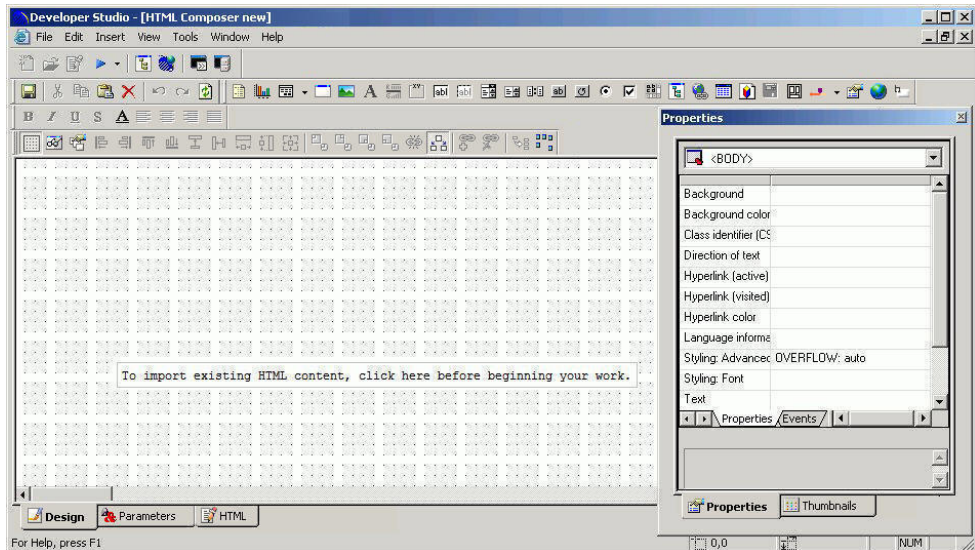 Developer Studio - [HTML Composer new]
File Edit Insert View Tools Window Help
B I U S A
Properties
<BODY>
Background
Background color
Class identifier (CS
Direction of text
Hyperlink (active)
Hyperlink (visited)
Hyperlink color
Language informa
Styling: Advanced OVERFLOW: auto
Styling: Font
Text
To import existing HTML content, click here before beginning your work.
Properties Events
Properties Thumbnails
Design Parameters HTML
For Help, press F1 0,0 NUM